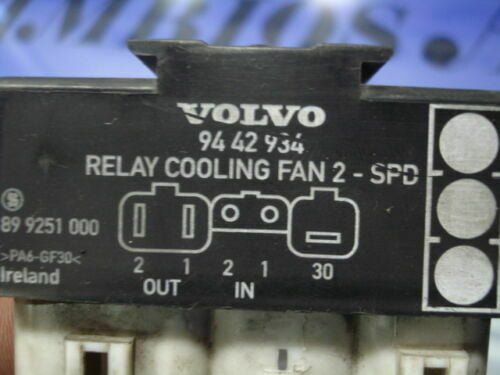 VOLVO
94 42 934
RELAY COOLING FAN 2 - SPD
S
89 9251 000
>PA6-GF30<
Ireland
2 1 2 1 30
OUT IN